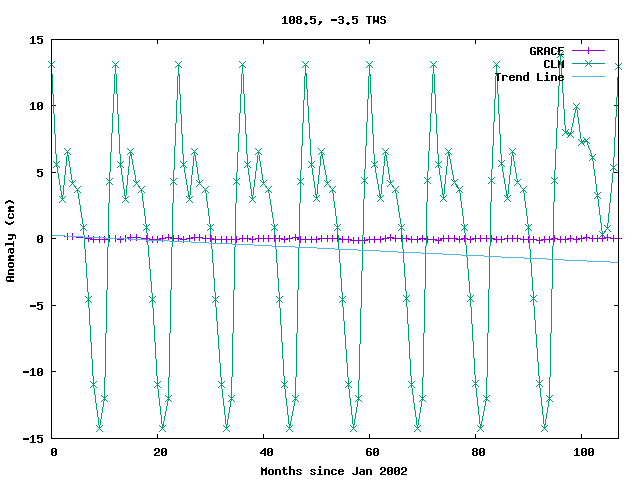 108.5, -3.5 TWS
GRACE
CLM
Trend Line
15
10
5
0
-5
-10
-15
Anomaly (cm)
0 20 40 60 80 100
Months since Jan 2002